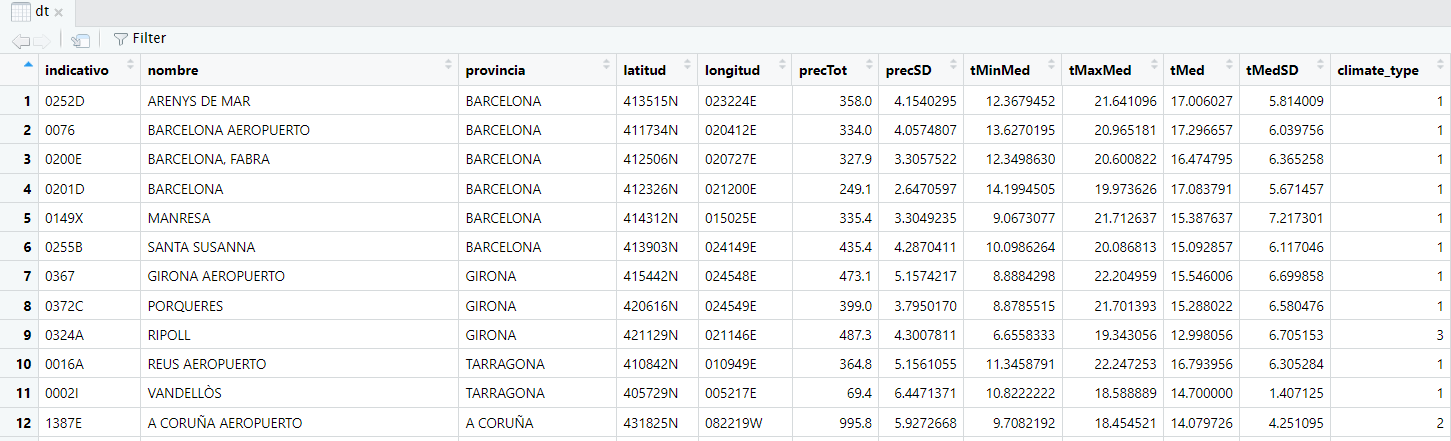 dt
Filter
indicativo nombre provincia latitud longitud precTot precSD tMinMed tMaxMed tMed tMedSD climate_type
1 0252D ARENYS DE MAR BARCELONA 413515N 023224E 358.0 4.1540295 12.3679452 21.641096 17.006027 5.814009 1
2 0076 BARCELONA AEROPUERTO BARCELONA 411734N 020412E 334.0 4.0574807 13.6270195 20.965181 17.296657 6.039756 1
3 0200E BARCELONA, FABRA BARCELONA 412506N 020727E 327.9 3.3057522 12.3498630 20.600822 16.474795 6.365258 1
4 0201D BARCELONA BARCELONA 412326N 021200E 249.1 2.6470597 14.1994505 19.973626 17.083791 5.671457 1
5 0149X MANRESA BARCELONA 414312N 015025E 335.4 3.3049235 9.0673077 21.712637 15.387637 7.217301 1
6 0255B SANTA SUSANNA BARCELONA 413903N 024149E 435.4 4.2870411 10.0986264 20.086813 15.092857 6.117046 1
7 0367 GIRONA AEROPUERTO GIRONA 415442N 024548E 473.1 5.1574217 8.8884298 22.204959 15.546006 6.699858 1
8 0372C PORQUERES GIRONA 420616N 024549E 399.0 3.7950170 8.8785515 21.701393 15.288022 6.580476 1
9 0324A RIPOLL GIRONA 421129N 021146E 487.3 4.3007811 6.6558333 19.343056 12.998056 6.705153 3
10 0016A REUS AEROPUERTO TARRAGONA 410842N 010949E 364.8 5.1561055 11.3458791 22.247253 16.793956 6.305284 1
11 0002I VANDELLÒS TARRAGONA 405729N 005217E 69.4 6.4471371 10.8222222 18.588889 14.700000 1.407125 1
12 1387E A CORUÑA AEROPUERTO A CORUÑA 431825N 082219W 995.8 5.9272668 9.7082192 18.454521 14.079726 4.251095 2